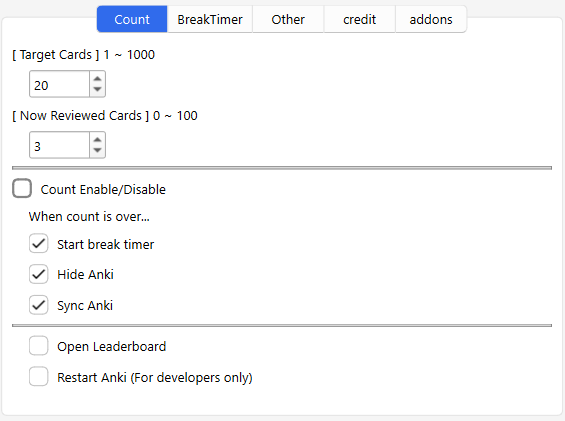 Count BreakTimer Other credit addons
[ Target Cards ] 1 ~ 1000
20
[ Now Reviewed Cards ] 0 ~ 100
3
Count Enable/Disable
When count is over...
Start break timer
Hide Anki
Sync Anki
Open Leaderboard
Restart Anki (For developers only)